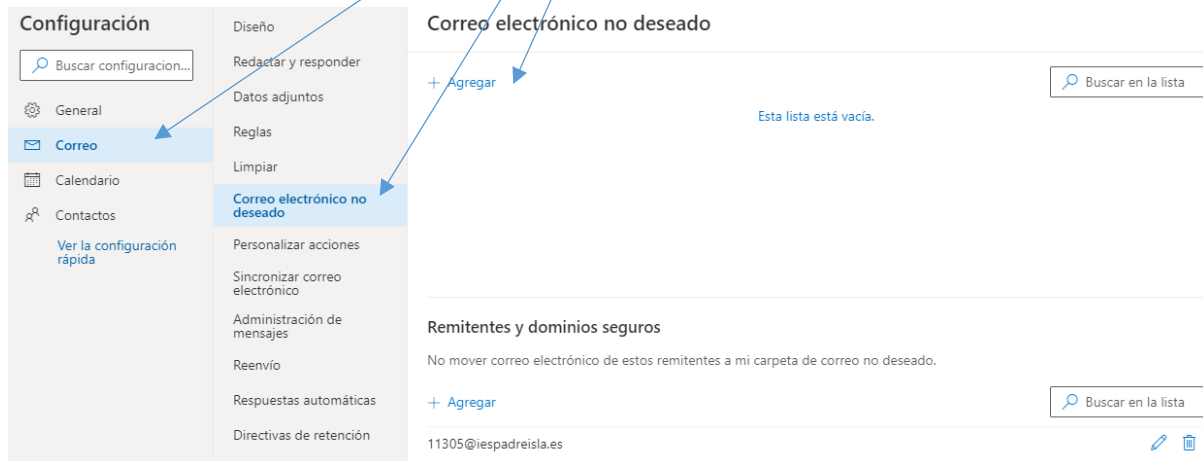 Configuración
Buscar configuracion...
General
Correo
Calendario
Contactos
Ver la configuración
rápida
Diseño
Redactar y responder
Datos adjuntos
Reglas
Limpiar
Correo electrónico no
deseado
Personalizar acciones
Sincronizar correo
electrónico
Administración de
mensajes
Reenvío
Respuestas automáticas
Directivas de retención
Correo electrónico no deseado
+ Agregar
Buscar en la lista
Esta lista está vacía.
Remitentes y dominios seguros
No mover correo electrónico de estos remitentes a mi carpeta de correo no deseado.
+ Agregar
Buscar en la lista
11305@iespadreisla.es